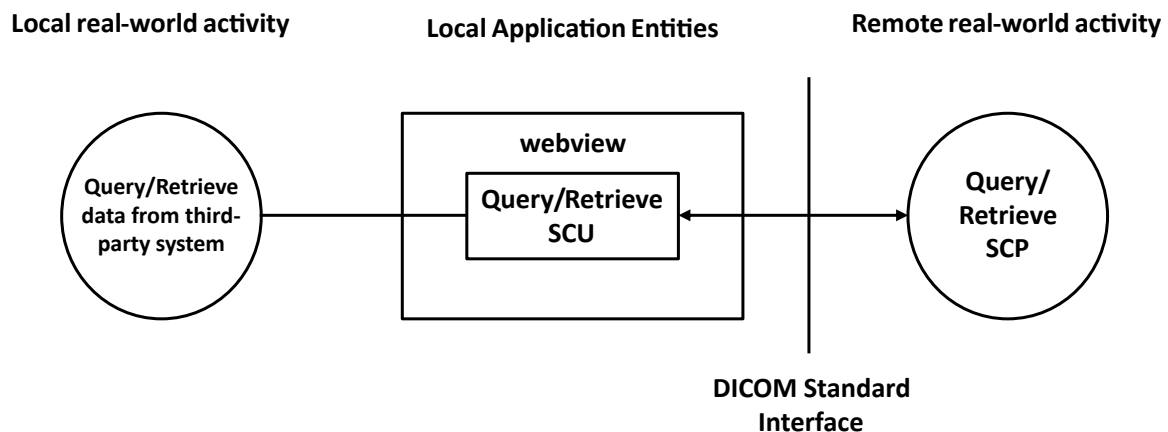 Local real-world activity
Local Application Entities
Remote real-world activity
Query/Retrieve
data from third-
party system
webview
Query/Retrieve
SCU
Query/
Retrieve
SCP
DICOM Standard
Interface